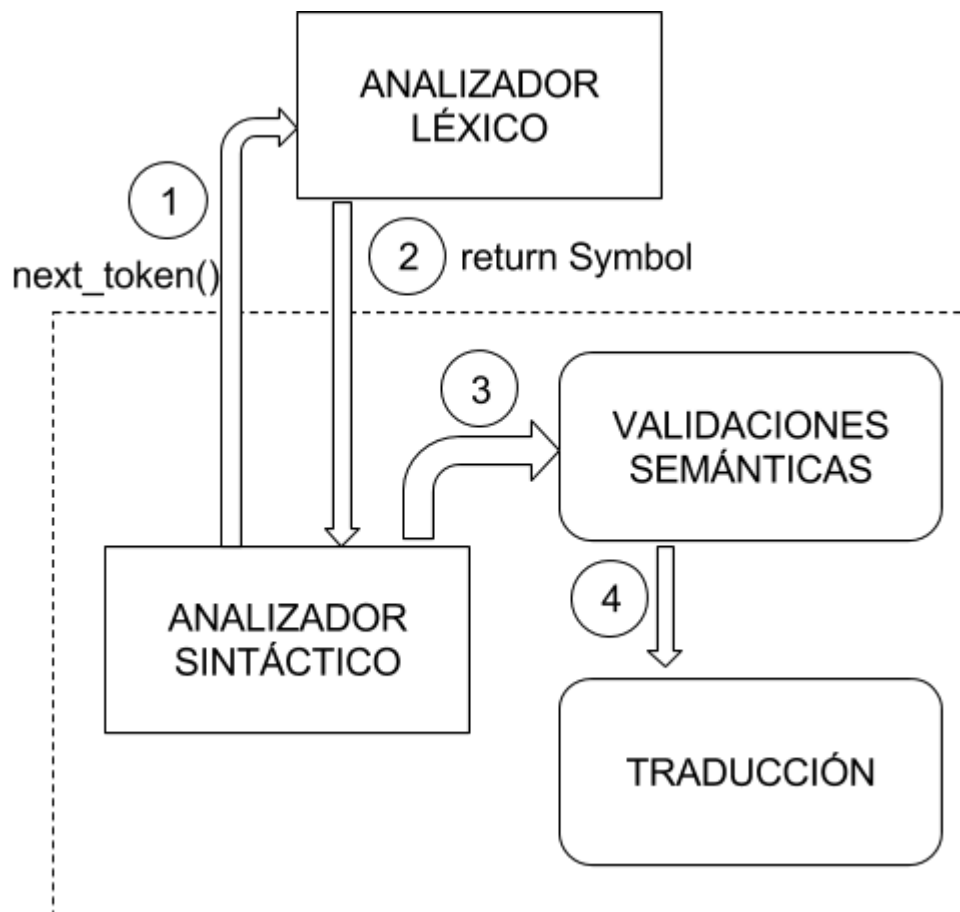 ANALIZADOR
LÉXICO
1
next_token()
2 return Symbol
3
VALIDACIONES
SEMÁNTICAS
ANALIZADOR
SINTÁCTICO
4
TRADUCCIÓN